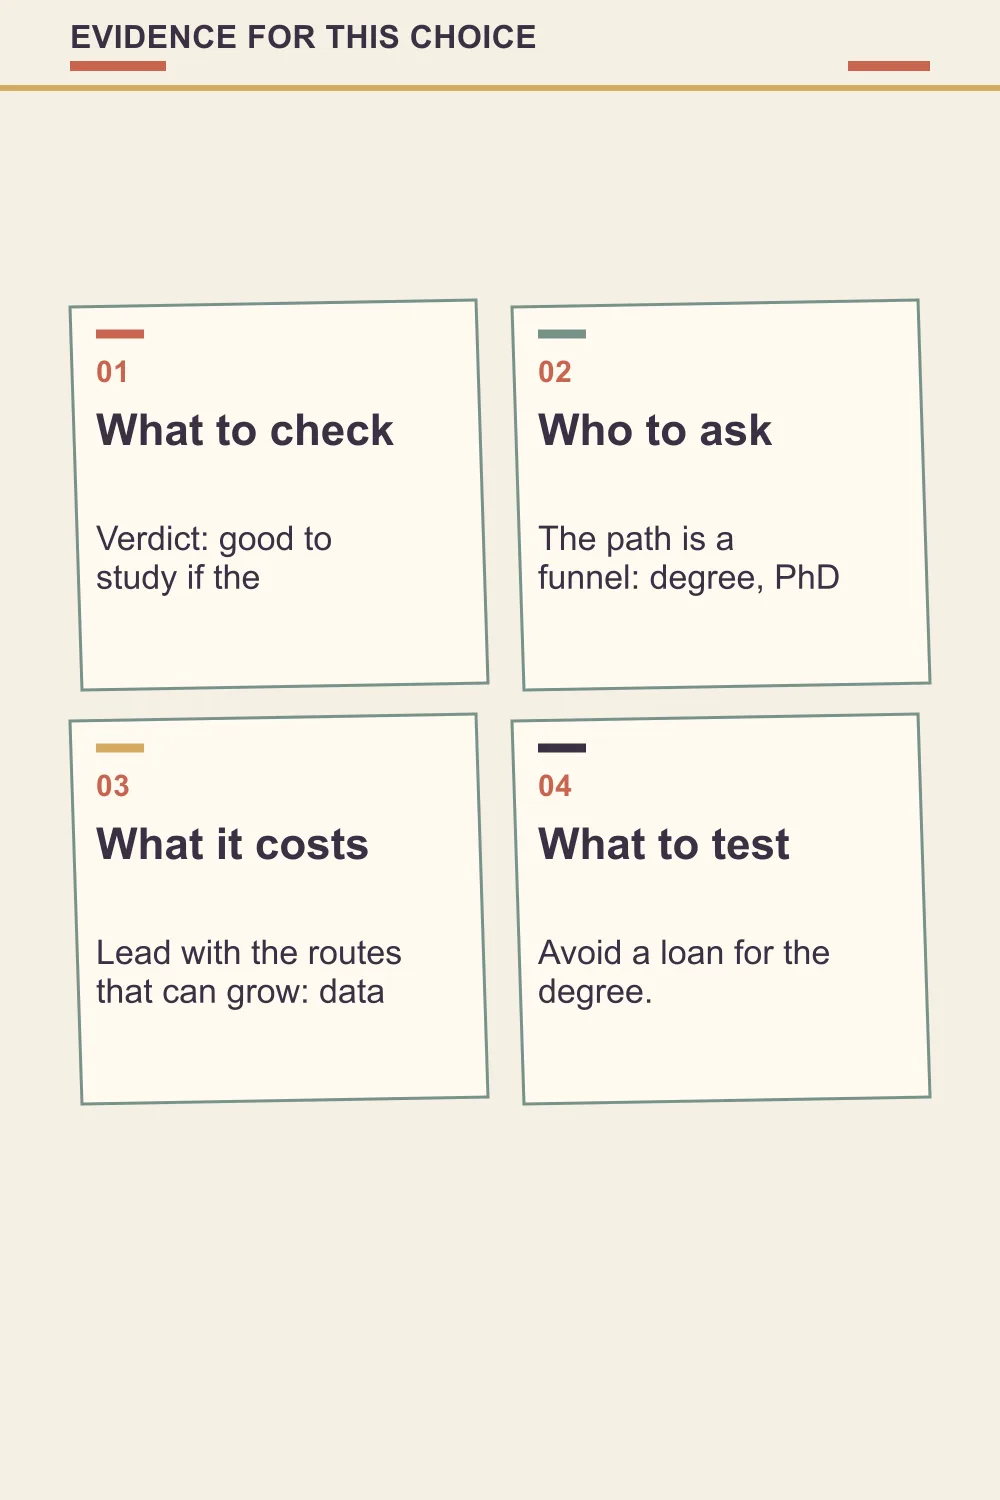 EVIDENCE FOR THIS CHOICE
01
What to check
Verdict: good to
study if the
02
Who to ask
The path is a
funnel: degree, PhD
03
What it costs
Lead with the routes
that can grow: data
04
What to test
Avoid a loan for the
degree.